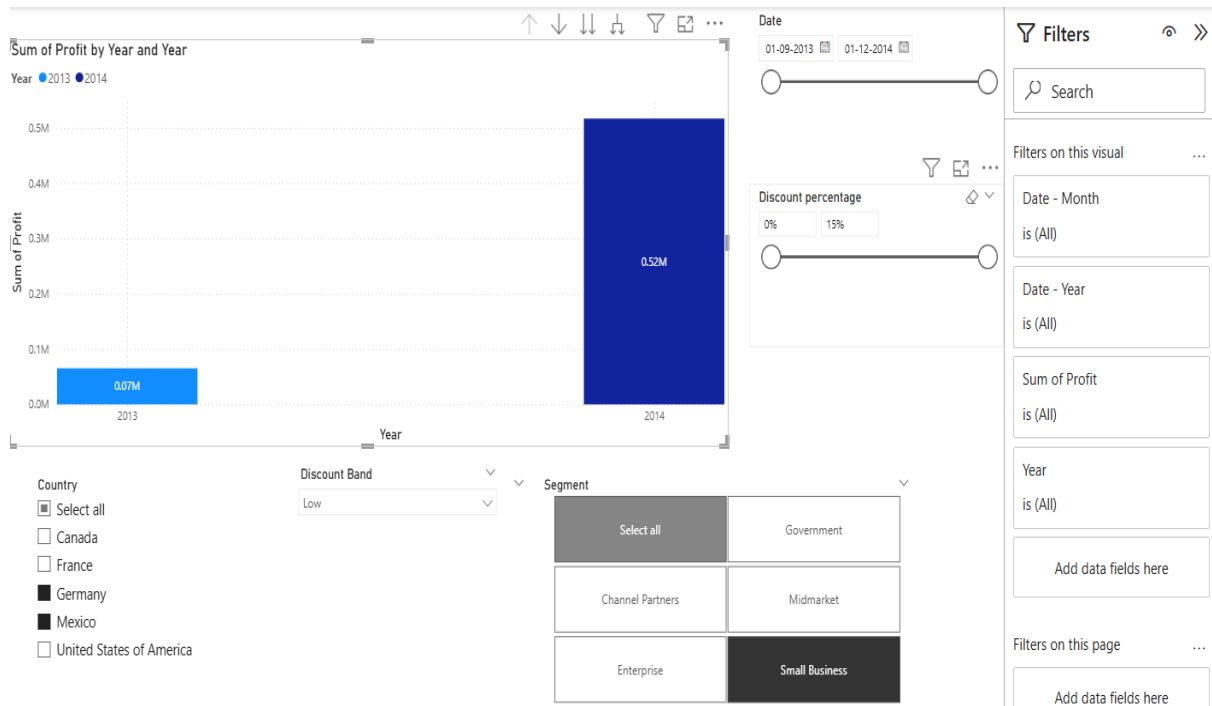 Sum of Profit by Year and Year
Year 2013 2014
0.5M
0.4M
0.3M
0.2M
0.1M
0.0M
Sum of Profit
0.07M
0.52M
2013
2014
Year
Date
01-09-2013
01-12-2014
Discount percentage
0%
15%
Country
Select all
Canada
France
Germany
Mexico
United States of America
Discount Band
Low
Segment
Select all
Government
Channel Partners
Midmarket
Enterprise
Small Business
Filters
Search
Filters on this visual
Date - Month
is (All)
Date - Year
is (All)
Sum of Profit
is (All)
Year
is (All)
Add data fields here
Filters on this page
Add data fields here